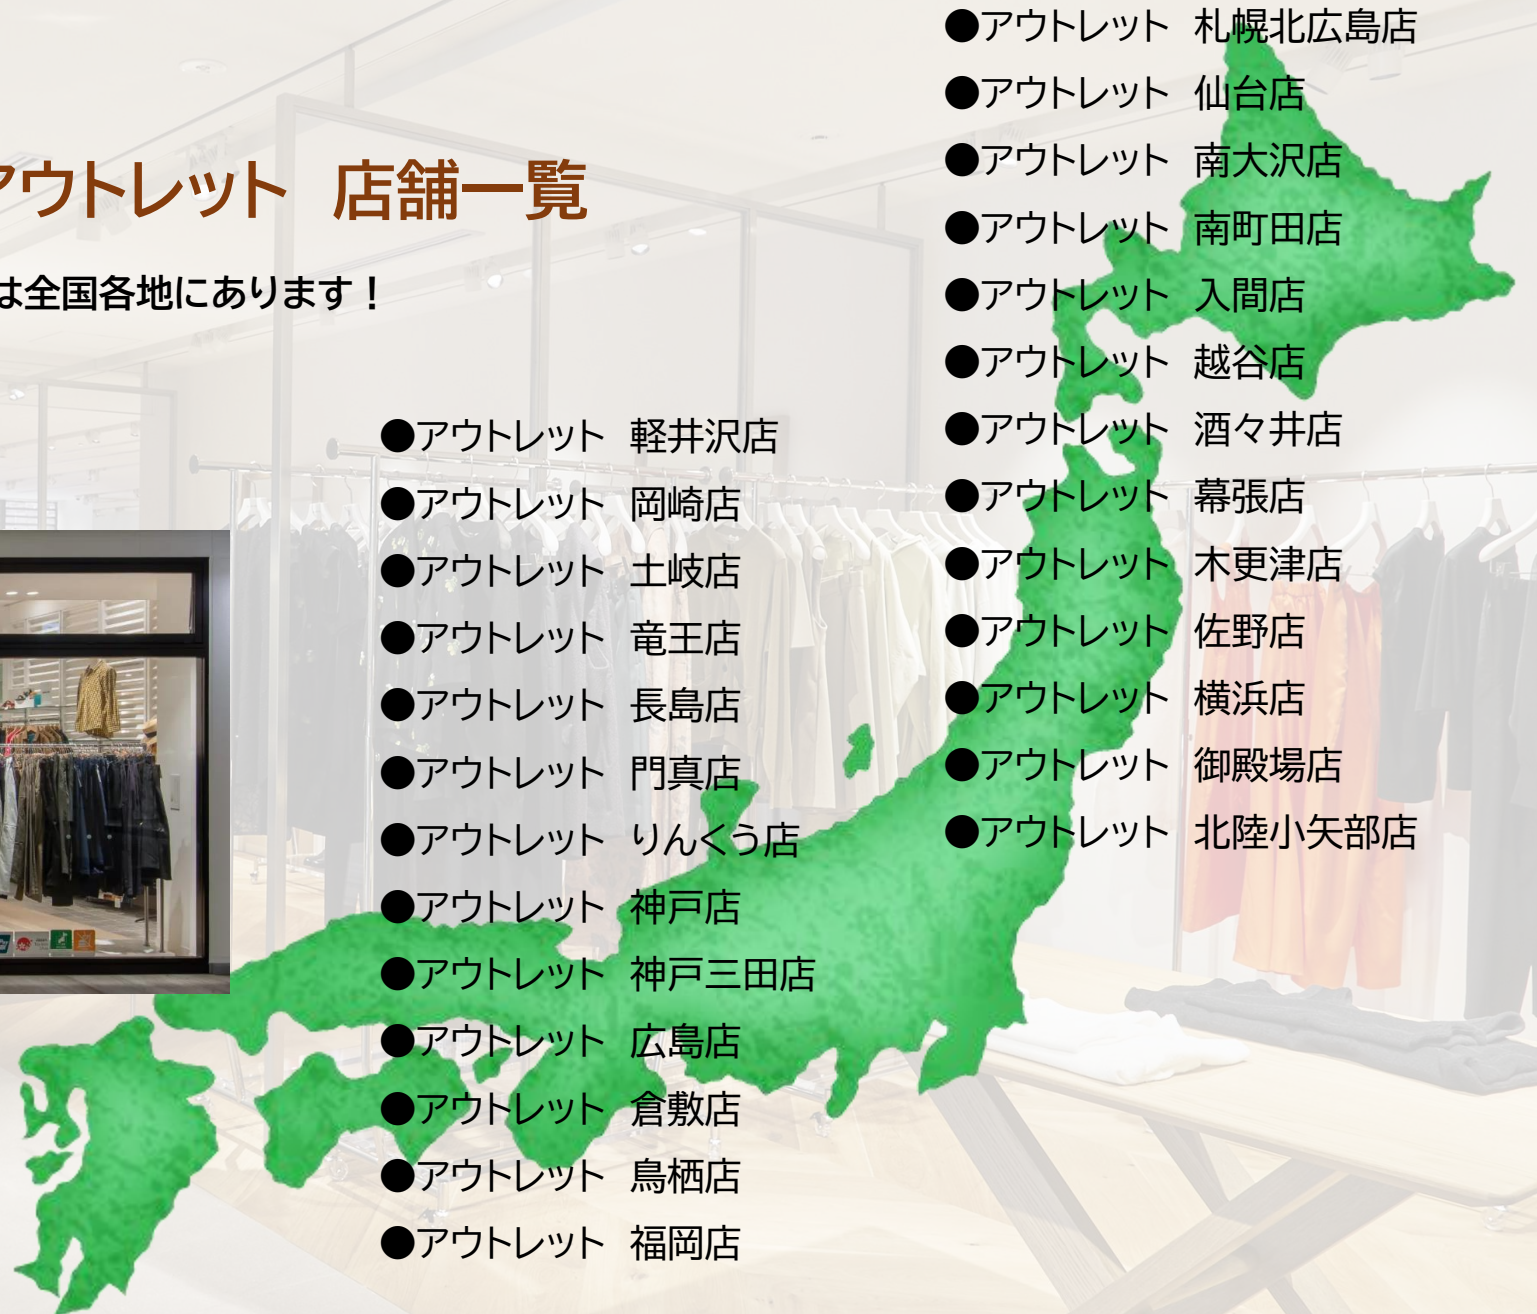 アウトレット 店舗一覧
は全国各地にあります！
●アウトレット 札幌北広島店
●アウトレット 仙台店
●アウトレット 南大沢店
●アウトレット 南町田店
●アウトレット 入間店
●アウトレット 越谷店
●アウトレット 酒々井店
●アウトレット 幕張店
●アウトレット 木更津店
●アウトレット 佐野店
●アウトレット 横浜店
●アウトレット 御殿場店
●アウトレット 北陸小矢部店
●アウトレット 軽井沢店
●アウトレット 岡崎店
●アウトレット 土岐店
●アウトレット 竜王店
●アウトレット 長島店
●アウトレット 門真店
●アウトレット りんくう店
●アウトレット 神戸店
●アウトレット 神戸三田店
●アウトレット 広島店
●アウトレット 倉敷店
●アウトレット 鳥栖店
●アウトレット 福岡店